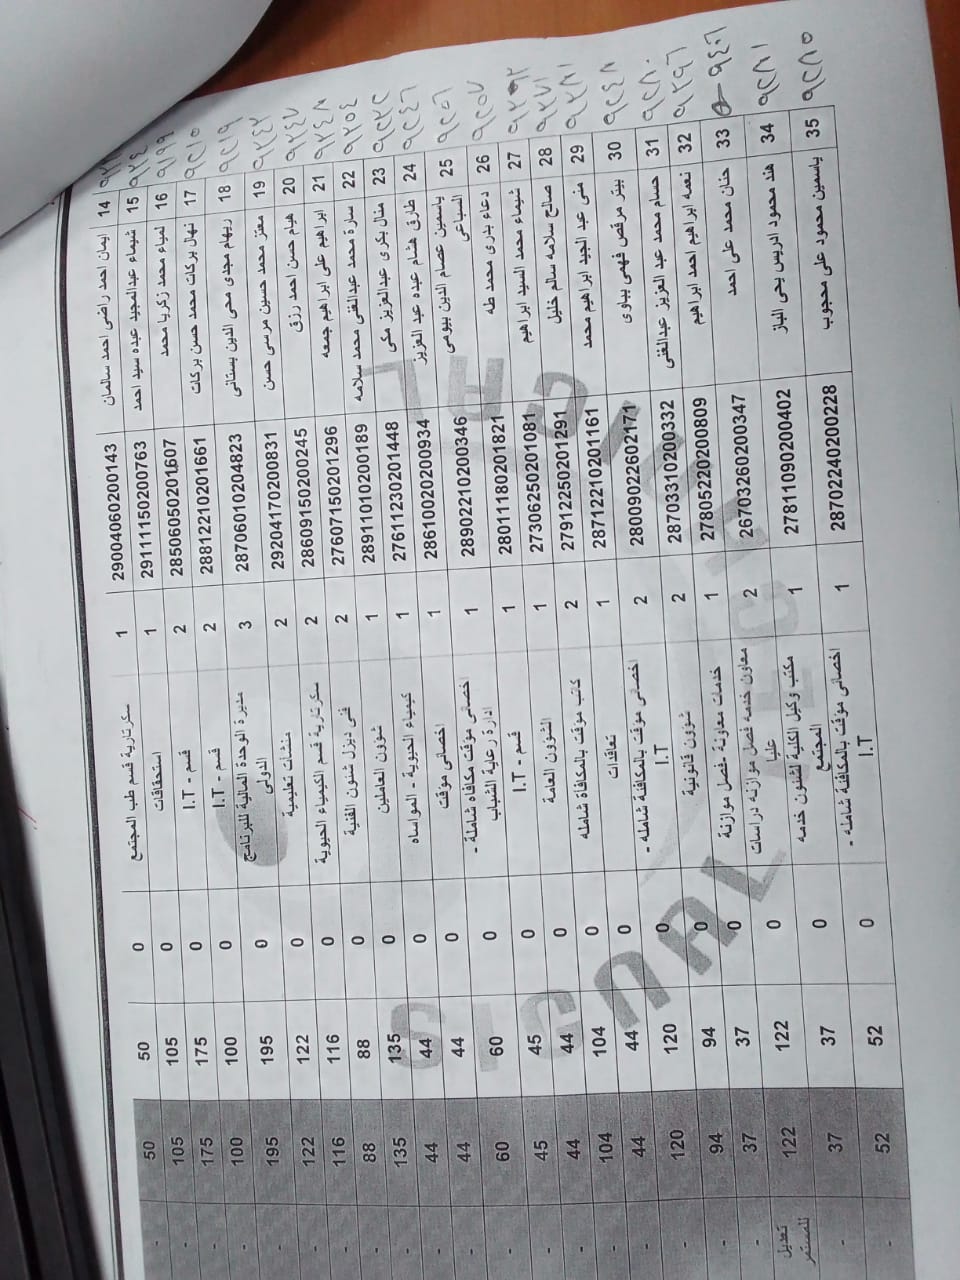 14 ايمان احمد راضى احمد سالمان 29004060200143 1 سكرتارية قسم طب المجتمع 0 50 50 -
15 شيماء عبدالمجيد عبده سيد احمد 29111150200763 1 استحقاقات 0 105 105 - ٩٢٤٠
16 لمياء محمد زكريا محمد 28506050201607 2 قسم - I.T 0 175 175 - ٩١٩٩
17 نهال بركات محمد حسن بركات 28812210201661 2 قسم - I.T 0 100 100 - ٩٢١٥
18 ريهام مجدى محى الدين بستانى 28706010204823 3 مديرة الوحدة المالية للبرنامج الدولى 0 195 195 - ٩٢١٩
19 معتز محمد حسين مرسى حسن 29204170200831 2 منشآت تعليمية 0 122 122 - ٩٢٤٢
20 هيام حسن احمد رزق 28609150200245 2 سكرتارية قسم الكيمياء الحيوية 0 116 116 - ٩٢٤٧
21 ابراهيم على ابراهيم جمعه 27607150201296 2 فنى ديزل شئون الفنية 0 88 88 - ٩٢٤٨
22 سارة محمد عبدالغنى محمد سلامه 28911010200189 1 شؤون العاملين 0 135 135 - ٩٢٥٤
23 منال بكرى عبدالعزيز مكى 27611230201448 1 كيمياء الحيوية - المواساه 0 44 44 - ٩٢٢٢
24 طارق هشام عبده عبد العزيز 28610020200934 1 اخصائى مؤقت 0 44 44 - ٩٢٤٦
25 ياسمين عصام الدين بيومى السباعى 28902210200346 1 اخصائى مؤقت مكافاه شاملة - ادارة رعاية الشباب 0 60 60 - ٩٢٥٦
26 دعاء بدرى محمد طه 28011180201821 1 قسم - I.T 0 45 45 - ٩٢٥٧
27 شيماء محمد السيد ابراهيم 27306250201081 1 الشؤون العامة 0 44 44 -
28 صالح سلامه سالم خليل 27912250201291 2 كاتب مؤقت بالمكافأة شامله 0 104 104 - ٩٢٧١
29 منى عبد الجيد ابراهيم محمد 28712210201161 1 تعاقدات 0 44 44 - ٩٢٨١
30 بيتر مرقص فهمى بباوى 28009022602171 2 اخصائى مؤقت بالمكافئة شامله - I.T 0 120 120 - ٩٢٤٨
31 حسام محمد عبد العزيز عبدالغنى 28703310200332 2 شؤون قانونية 0 94 94 - ٩٢٨٠
32 نعمه ابراهيم احمد ابراهيم 27805220200809 1 خدمات معاونة -فصل موازنة 0 37 37 - ٩٢٩٦
33 حنان محمد على احمد 26703260200347 2 معاون خدمه فصل موازنه دراسات عليا 0 122 122 تعديل للمستمر ٩٤٠٦
34 هند محمود ادريس يحى الباز 27811090200402 1 مكتب وكيل الكلية لشئون خدمه المجتمع 0 37 37 - ٩٢٨١
35 ياسمين محمود على محجوب 28702240200228 1 اخصائى مؤقت بالمكافئة شامله - I.T 0 52 52 - ٩٢٨٥